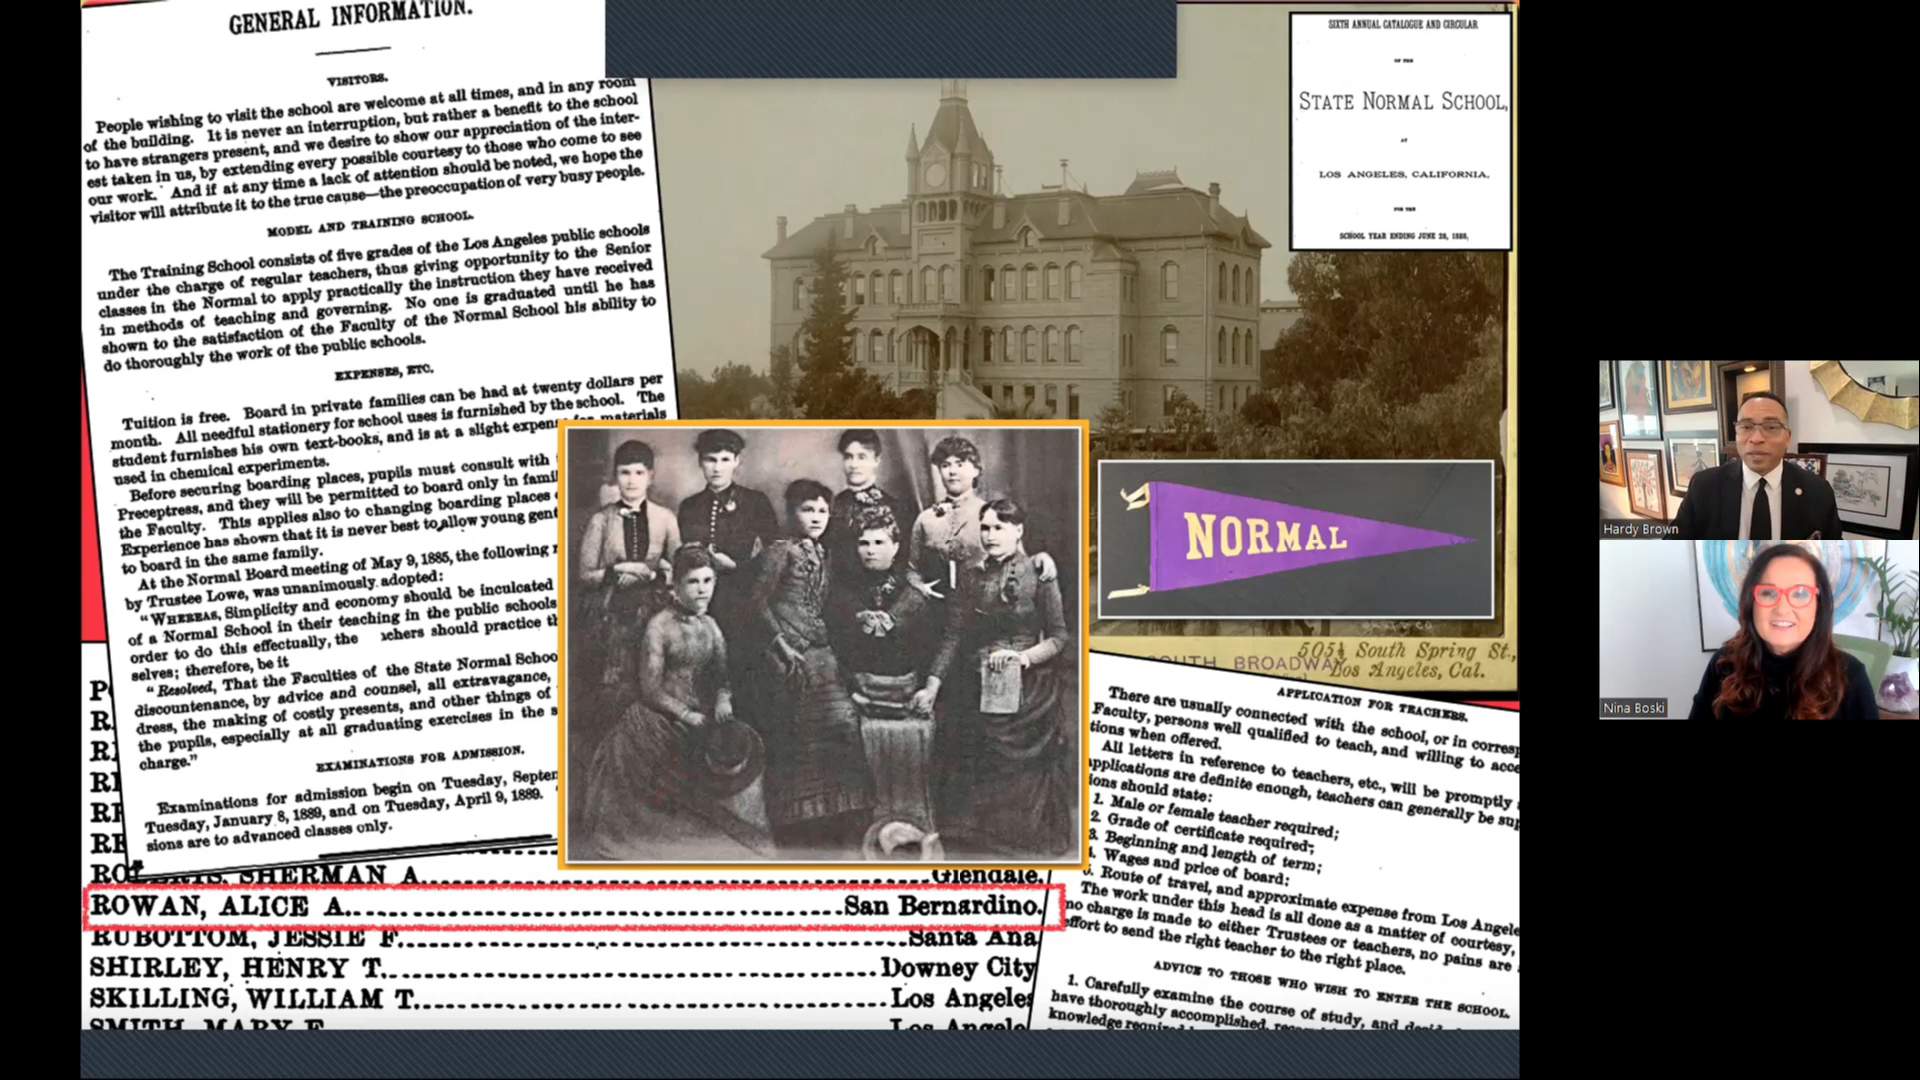 GENERAL INFORMATION.
VISITORS.
People wishing to visit the school are welcome at all times, and in any room
of the building. It is never an interruption, but rather a benefit to the school
to have strangers present, and we desire to show our appreciation of the inter-
est taken in us, by extending every possible courtesy to those who come to see
our work. And if at any time a lack of attention should be noted, we hope the
visitor will attribute it to the true cause—the preoccupation of very busy people.
MODEL AND TRAINING SCHOOL.
The Training School consists of five grades of the Los Angeles public schools
under the charge of regular teachers, thus giving opportunity to the Senior
classes in the Normal to apply practically the instruction they have received
in methods of teaching and governing. No one is graduated until he has
shown to the satisfaction of the Faculty of the Normal School his ability to
do thoroughly the work of the public schools.
EXPENSES, ETC.
Tuition is free. Board in private families can be had at twenty dollars per
month. All needful stationery for school uses is furnished by the school. The
student furnishes his own text-books, and is at a slight materials
used in chemical experiments.
Before securing boarding places, pupils must consult with
Preceptress, and they will be permitted to board only in
the Faculty. This applies also to changing boarding places
Experience has shown that it is never best to allow young
to board in the same family.
At the Normal Board meeting of May 9, 1885, the following
by Trustee Lowe, was unanimously adopted:
"WHEREAS, Simplicity and economy should be inculcated
of a Normal School in their teaching in the public schools
order to do this effectually, the should practice
selves; therefore, be it
"Resolved, That the Faculties of the State Normal
discountenance, by advice and counsel, all extravagance,
dress, the making of costly presents, and other things of
the pupils, especially at all graduating exercises in the
charge."
EXAMINATIONS FOR ADMISSION.
Examinations for admission begin on Tuesday,
Tuesday, January 8, 1889, and on Tuesday, April 9, 1889.
sions are to advanced classes only.
SHERMAN A. Glendale.
ROWAN, ALICE A. San Bernardino.
RUBOTTOM, JESSIE F. Santa Ana
SHIRLEY, HENRY T. Downey City
SKILLING, WILLIAM T. Los Angeles
SMITH, MARY F. Los Angeles
SIXTH ANNUAL CATALOGUE AND CIRCULAR
OF THE
STATE NORMAL SCHOOL,
AT
LOS ANGELES, CALIFORNIA,
FOR THE
SCHOOL YEAR ENDING JUNE 28, 1888,
NORMAL
505½ South Spring St.,
SOUTH BROADWAY Los Angeles, Cal.
APPLICATION FOR TEACHERS.
There are usually connected with the school, or in
Faculty, persons well qualified to teach, and willing to
tions when offered.
All letters in reference to teachers, etc., will be promptly
applications are definite enough, teachers can generally be
ions should state:
1. Male or female teacher required;
2. Grade of certificate required;
3. Beginning and length of term;
4. Wages and price of board;
5. Route of travel, and approximate expense from Los
The work under this head is all done as a matter of courtesy,
no charge is made to either Trustees or teachers, no pains are
effort to send the right teacher to the right place.
ADVICE TO THOSE WHO WISH TO ENTER THE SCHOOL.
1. Carefully examine the course of study, and
have thoroughly accomplished,
knowledge
Hardy Brown
Nina Boski